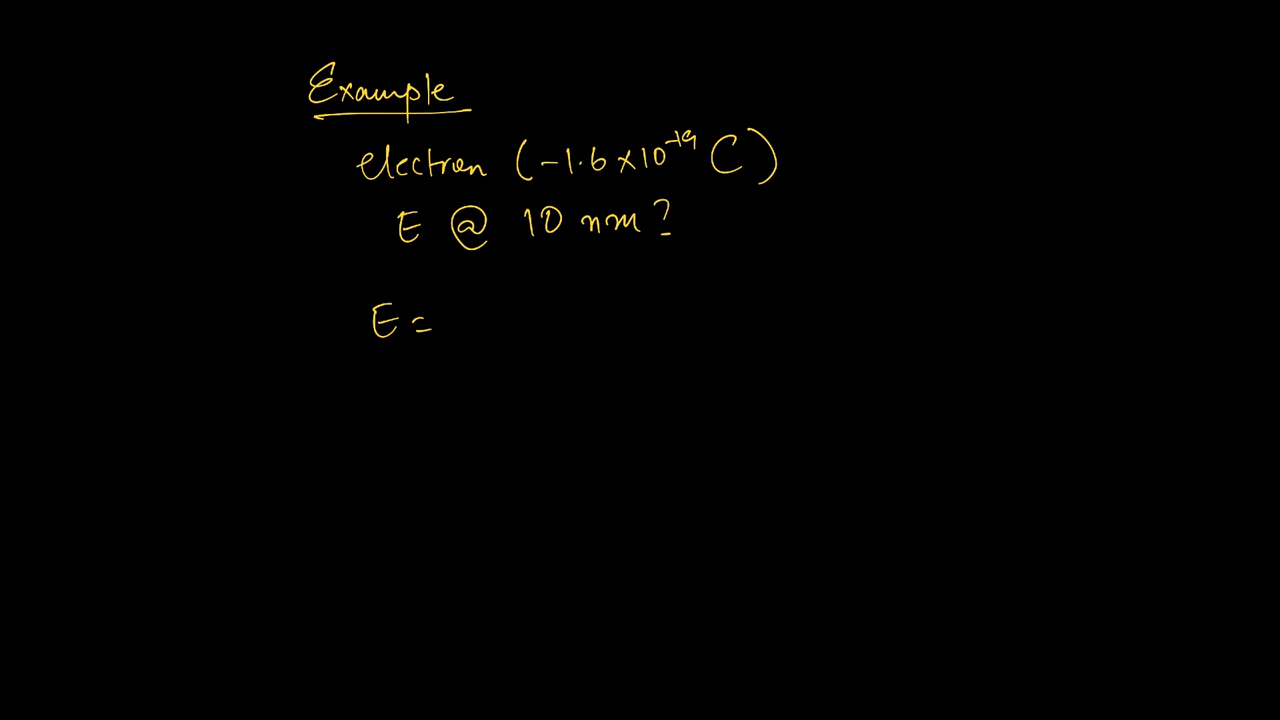 Example
electron (-1.6×10⁻¹⁹ C)
E @ 10 nm?
E =